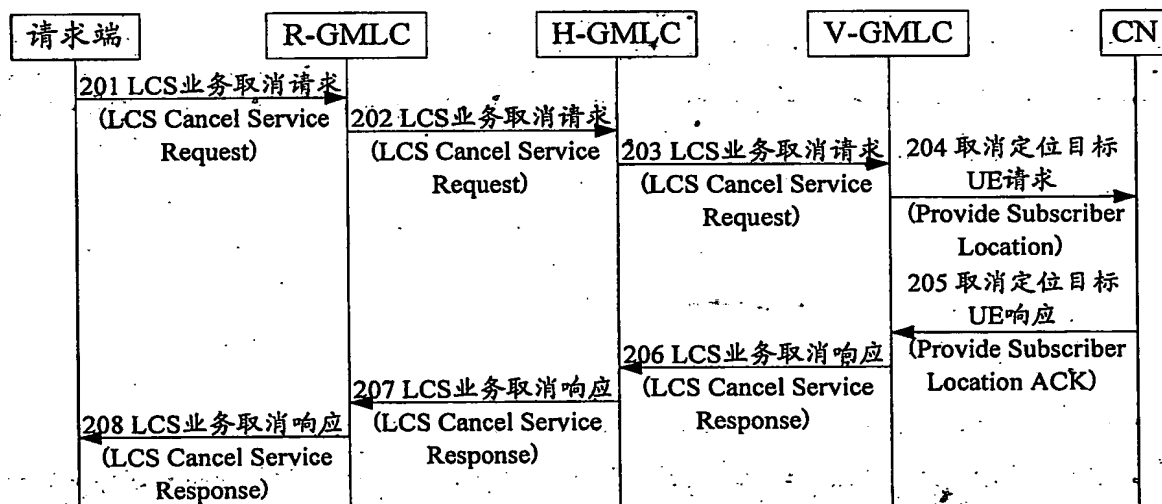 请求端
R-GMLC
H-GMLC
V-GMLC
CN
201 LCS业务取消请求
(LCS Cancel Service
Request)
202 LCS业务取消请求
(LCS Cancel Service
Request)
203 LCS业务取消请求
(LCS Cancel Service
Request)
204 取消定位目标
UE请求
(Provide Subscriber
Location)
205 取消定位目标
UE响应
(Provide Subscriber
Location ACK)
206 LCS业务取消响应
(LCS Cancel Service
Response)
207 LCS业务取消响应
(LCS Cancel Service
Response)
208 LCS业务取消响应
(LCS Cancel Service
Response)